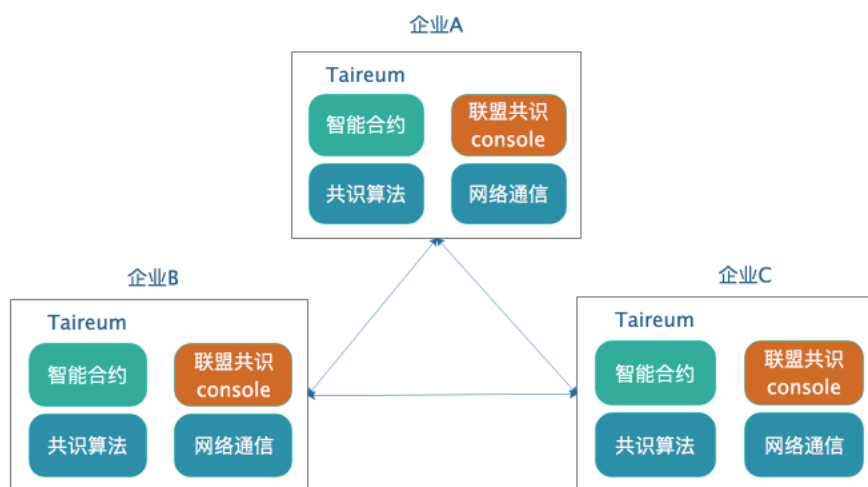 企业A
Taireum
智能合约
联盟共识
console
共识算法
网络通信
企业B
Taireum
智能合约
联盟共识
console
共识算法
网络通信
企业C
Taireum
智能合约
联盟共识
console
共识算法
网络通信